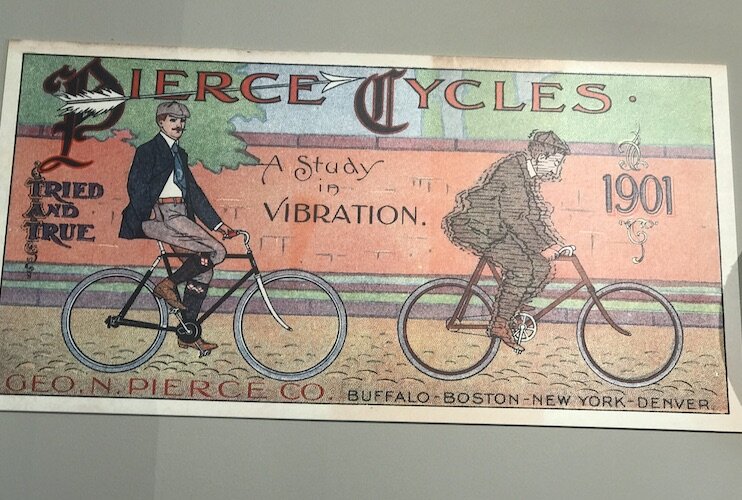 PIERCE CYCLES.
A Study
in
VIBRATION.
TRIED
AND
TRUE
1901
GEO. N. PIERCE CO. BUFFALO-BOSTON-NEW YORK-DENVER.